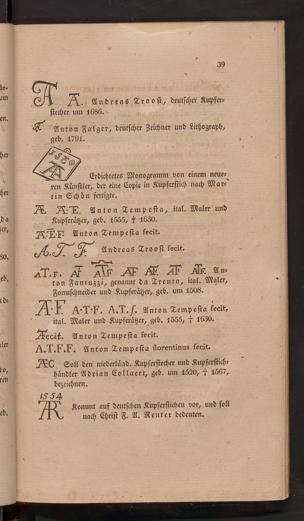 39
A A. Andreas Troost, deutscher Kupfer-
stecher um 1686.
Anton Falger, deutscher Zeichner und Lithograph,
geb. 1791.
Erdichtetes Monogramm von einem neue-
ren Künstler, der eine Copie in Kupferstich nach Mar-
tin Schön fertigte.
Æ. A·E. Anton Tempesta, ital. Maler und
Kupferätzer, geb. 1555, † 1630.
Anton Tempesta fecit.
A.T. F. Andreas Troost fecit.
A.T.F. An-
ton Fantuzzi, genannt da Trento, ital. Maler,
Formschneider und Kupferätzer, geb. um 1508.
A·F. A·T·F. A.T.f. Anton Tempesta fecit,
ital. Maler und Kupferätzer, geb. 1555, † 1630.
Æcit. Anton Tempesta fecit.
A.T.F.F. Anton Tempesta florentinus fecit.
ÆC Soll den niederländ. Kupferstecher und Kupferstich-
händler Adrian Collaert, geb. um 1520, † 1567,
bezeichnen.
1554
Kommt auf deutschen Kupferstichen vor, und soll
nach Christ F. A. Reuter bedeuten.